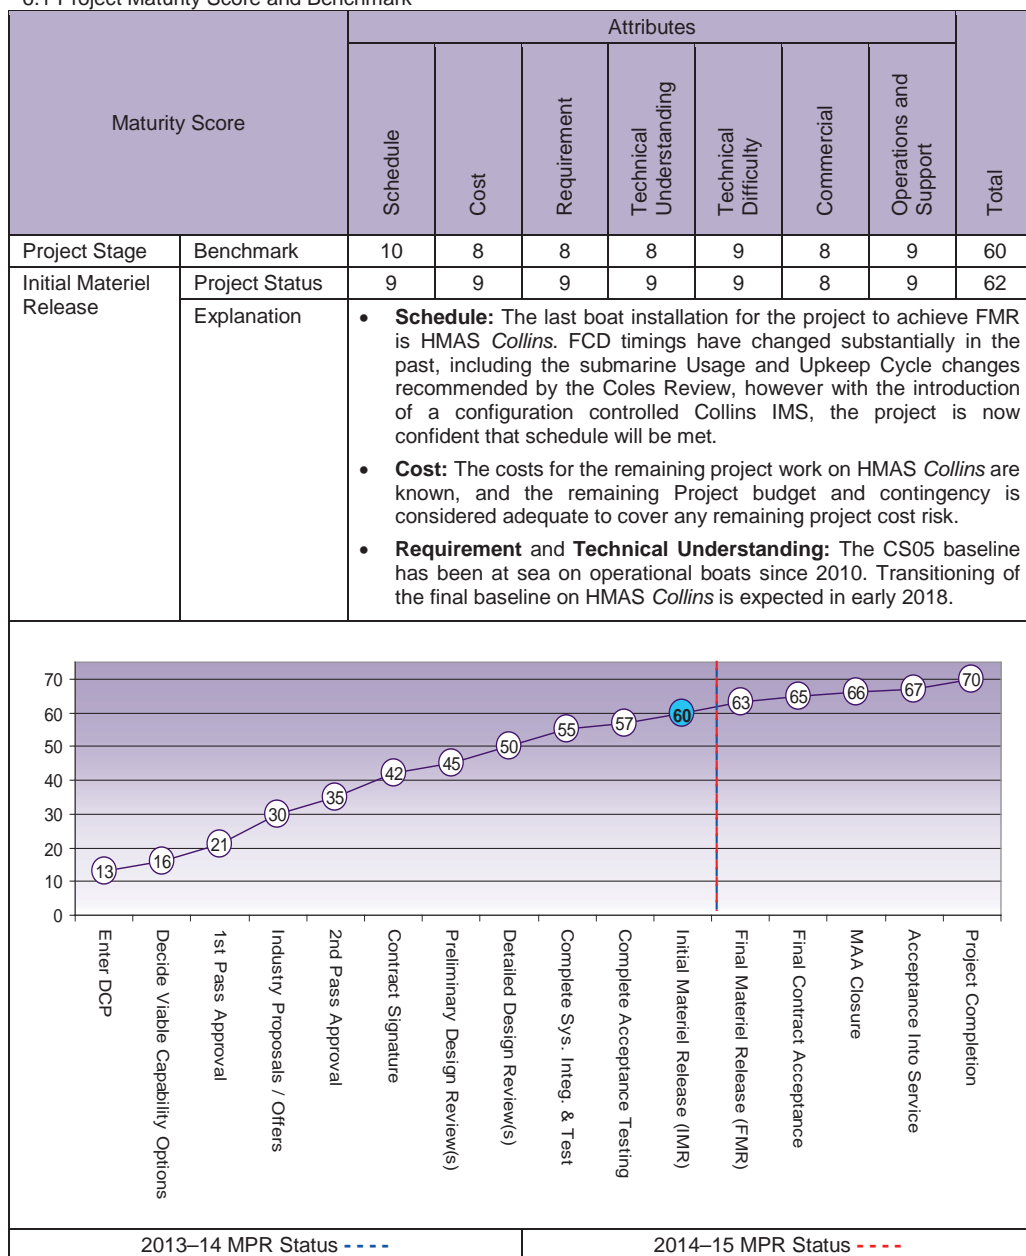 6.1 Project Maturity Score and Benchmark
Maturity Score
Attributes
Schedule
Cost
Requirement
Technical Understanding
Technical Difficulty
Commercial
Operations and Support
Total
Project Stage Benchmark 10 8 8 8 9 8 9 60
Initial Materiel Release Project Status 9 9 9 9 9 8 9 62
Explanation
• Schedule: The last boat installation for the project to achieve FMR
is HMAS Collins. FCD timings have changed substantially in the
past, including the submarine Usage and Upkeep Cycle changes
recommended by the Coles Review, however with the introduction
of a configuration controlled Collins IMS, the project is now
confident that schedule will be met.
• Cost: The costs for the remaining project work on HMAS Collins are
known, and the remaining Project budget and contingency is
considered adequate to cover any remaining project cost risk.
• Requirement and Technical Understanding: The CS05 baseline
has been at sea on operational boats since 2010. Transitioning of
the final baseline on HMAS Collins is expected in early 2018.
70
60
50
40
30
20
10
0
13
16
21
30
35
42
45
50
55
57
60
63
65
66
67
70
Enter DCP
Decide Viable Capability Options
1st Pass Approval
Industry Proposals / Offers
2nd Pass Approval
Contract Signature
Preliminary Design Review(s)
Detailed Design Review(s)
Complete Sys. Integ. & Test
Complete Acceptance Testing
Initial Materiel Release (IMR)
Final Materiel Release (FMR)
Final Contract Acceptance
MAA Closure
Acceptance Into Service
Project Completion
2013–14 MPR Status - - - -
2014–15 MPR Status - - - -